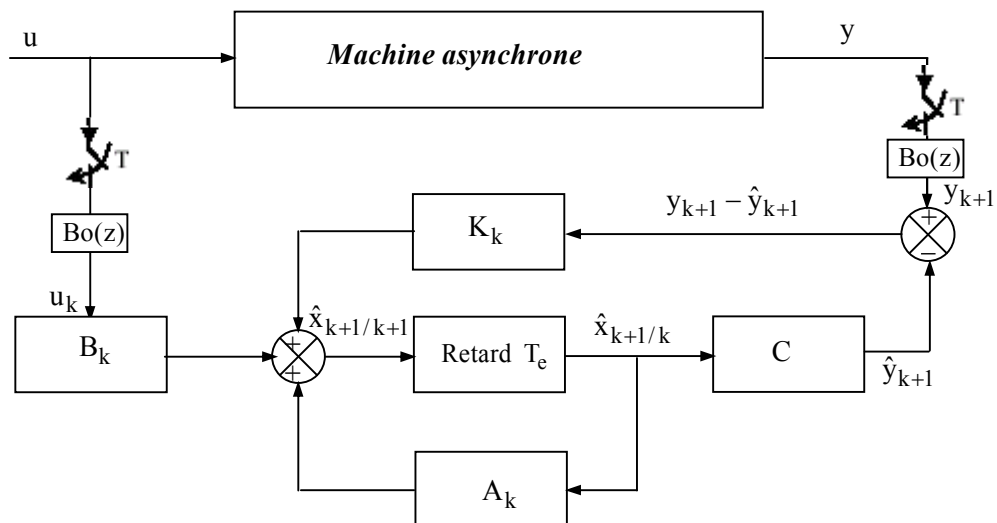 u
Machine asynchrone
y
T
T
Bo(z)
Bo(z)
y_{k+1}
y_{k+1} − ŷ_{k+1}
+
−
K_k
u_k
B_k
x̂_{k+1/k+1}
+
+
Retard T_e
x̂_{k+1/k}
C
ŷ_{k+1}
A_k